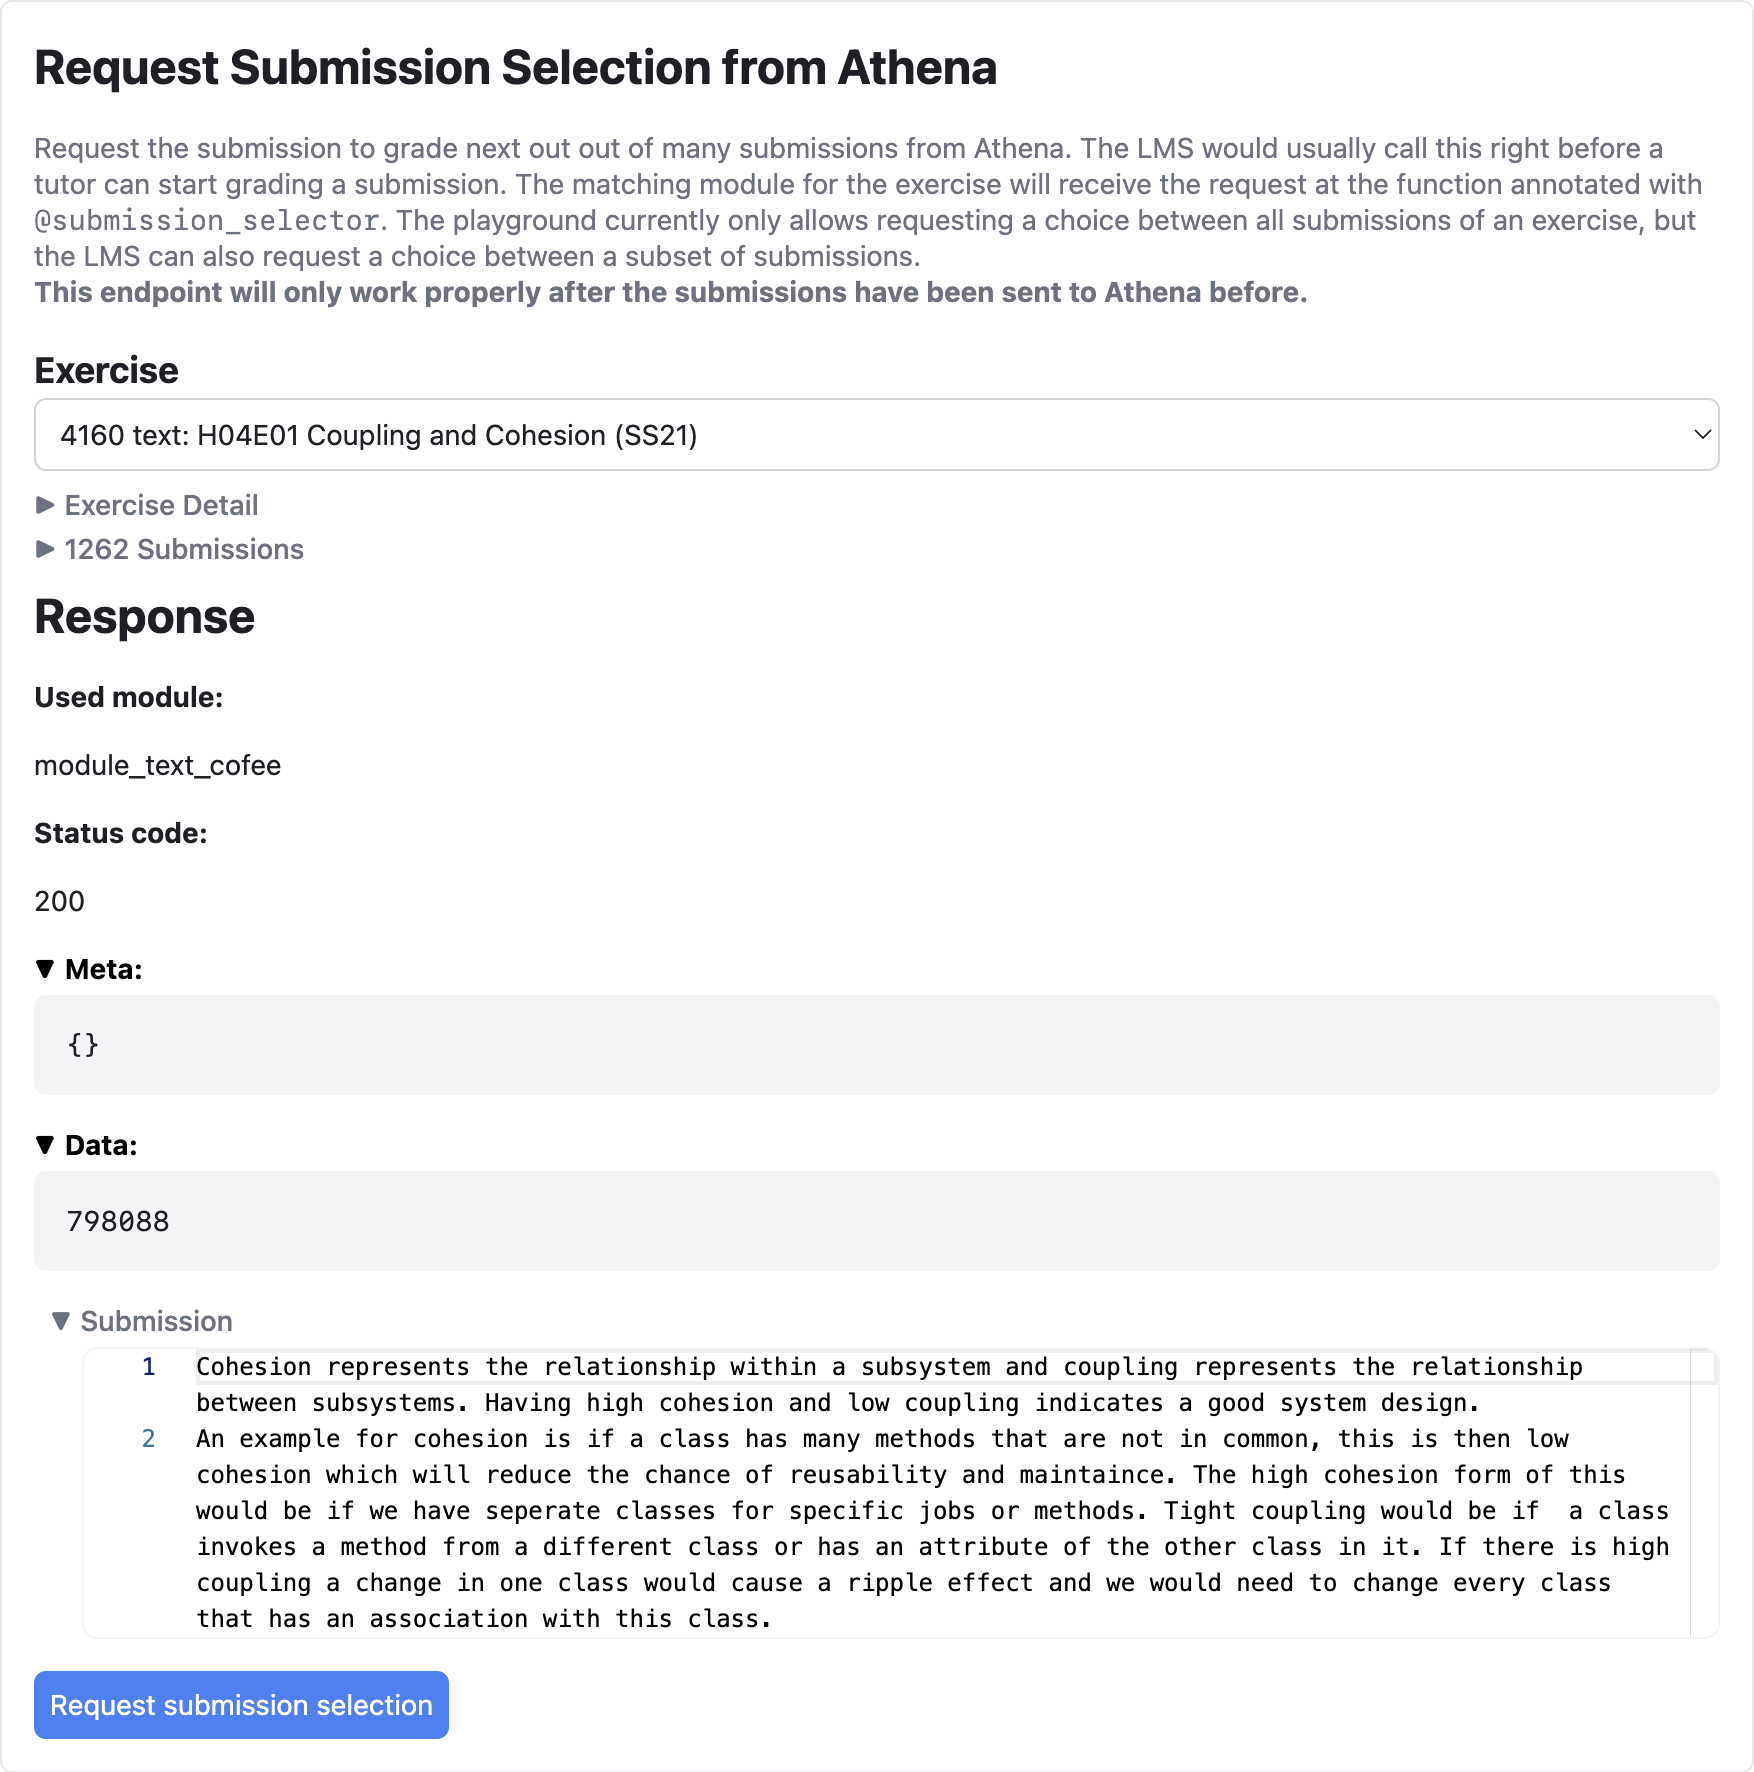 Request Submission Selection from Athena
Request the submission to grade next out out of many submissions from Athena. The LMS would usually call this right before a
tutor can start grading a submission. The matching module for the exercise will receive the request at the function annotated with
@submission_selector. The playground currently only allows requesting a choice between all submissions of an exercise, but
the LMS can also request a choice between a subset of submissions.
This endpoint will only work properly after the submissions have been sent to Athena before.
Exercise
4160 text: H04E01 Coupling and Cohesion (SS21)
Exercise Detail
1262 Submissions
Response
Used module:
module_text_cofee
Status code:
200
Meta:
{}
Data:
798088
Submission
1 Cohesion represents the relationship within a subsystem and coupling represents the relationship
between subsystems. Having high cohesion and low coupling indicates a good system design.
2 An example for cohesion is if a class has many methods that are not in common, this is then low
cohesion which will reduce the chance of reusability and maintaince. The high cohesion form of this
would be if we have seperate classes for specific jobs or methods. Tight coupling would be if  a class
invokes a method from a different class or has an attribute of the other class in it. If there is high
coupling a change in one class would cause a ripple effect and we would need to change every class
that has an association with this class.
Request submission selection